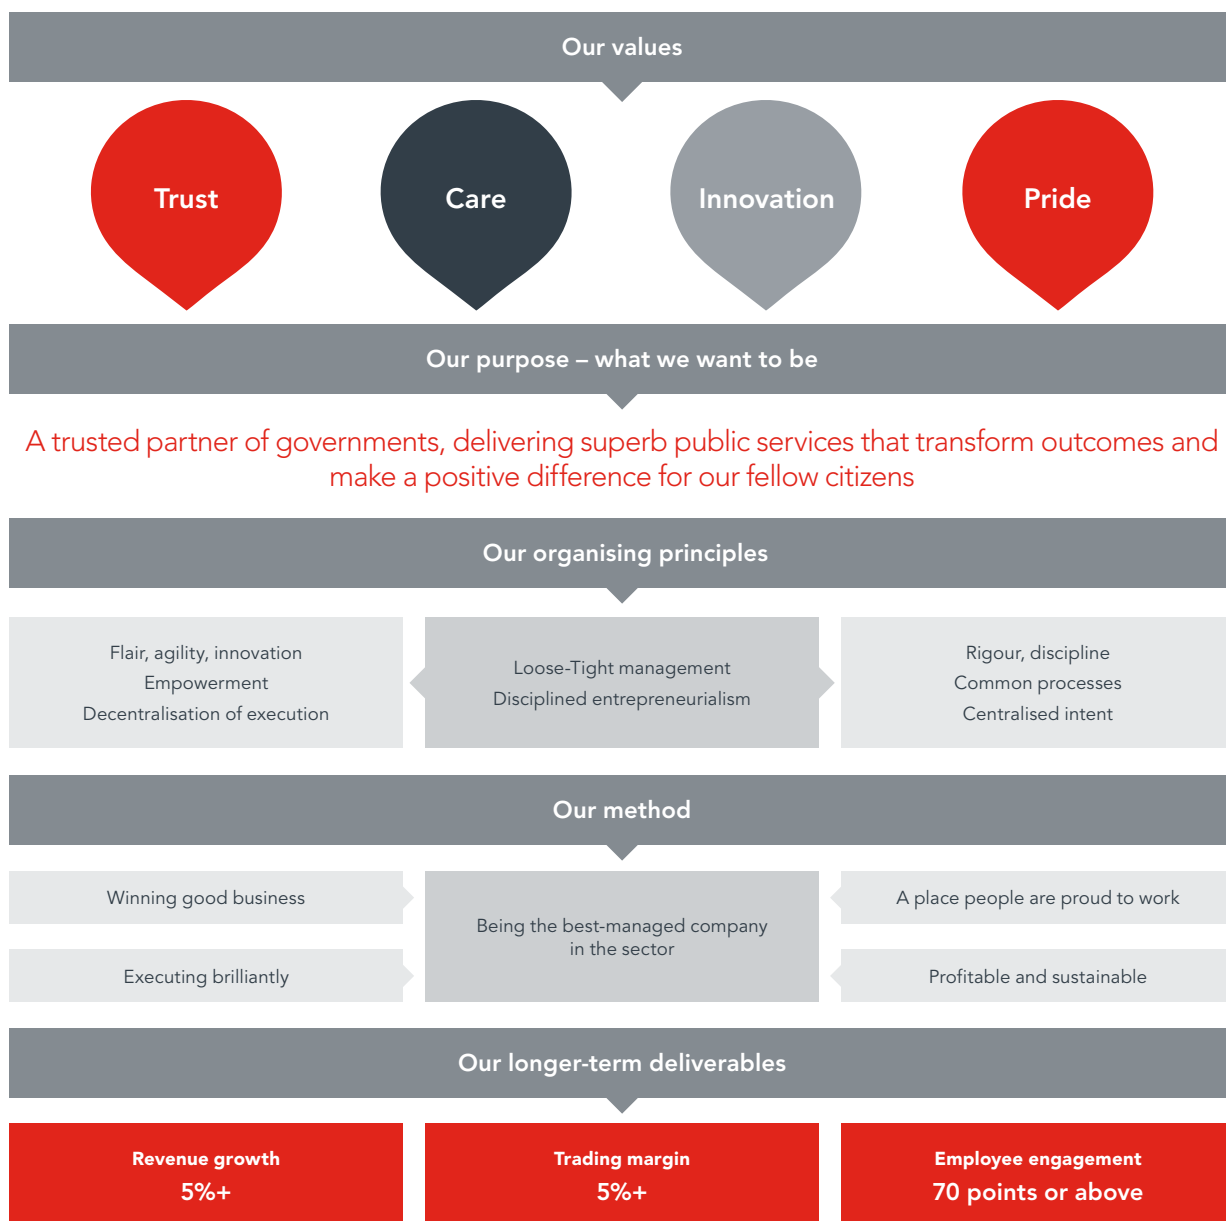 Our values
Trust
Care
Innovation
Pride
Our purpose – what we want to be
A trusted partner of governments, delivering superb public services that transform outcomes and
make a positive difference for our fellow citizens
Our organising principles
Flair, agility, innovation
Empowerment
Decentralisation of execution
Loose-Tight management
Disciplined entrepreneurialism
Rigour, discipline
Common processes
Centralised intent
Our method
Winning good business
Executing brilliantly
Being the best-managed company
in the sector
A place people are proud to work
Profitable and sustainable
Our longer-term deliverables
Revenue growth
5%+
Trading margin
5%+
Employee engagement
70 points or above